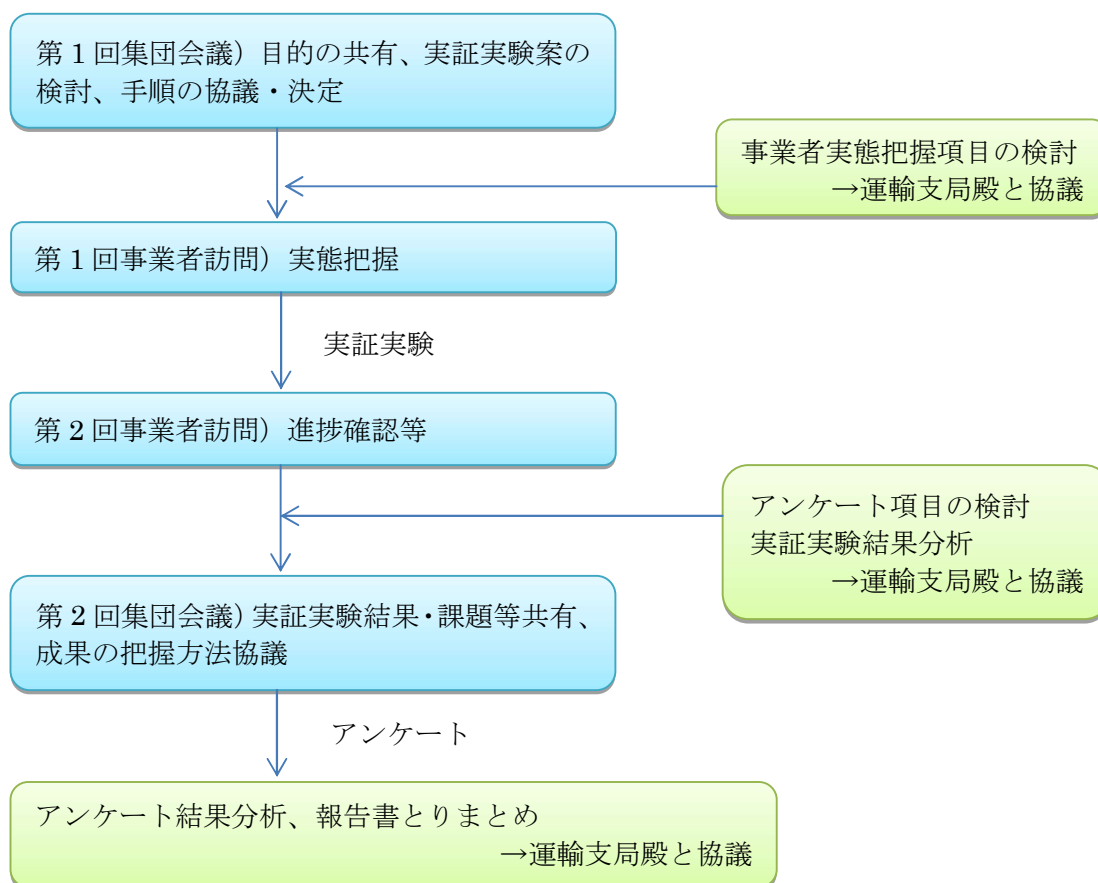 第1回集団会議）目的の共有、実証実験案の
検討、手順の協議・決定
事業者実態把握項目の検討
→運輸支局殿と協議
第1回事業者訪問）実態把握
実証実験
第2回事業者訪問）進捗確認等
アンケート項目の検討
実証実験結果分析
→運輸支局殿と協議
第2回集団会議）実証実験結果・課題等共有、
成果の把握方法協議
アンケート
アンケート結果分析、報告書とりまとめ
→運輸支局殿と協議